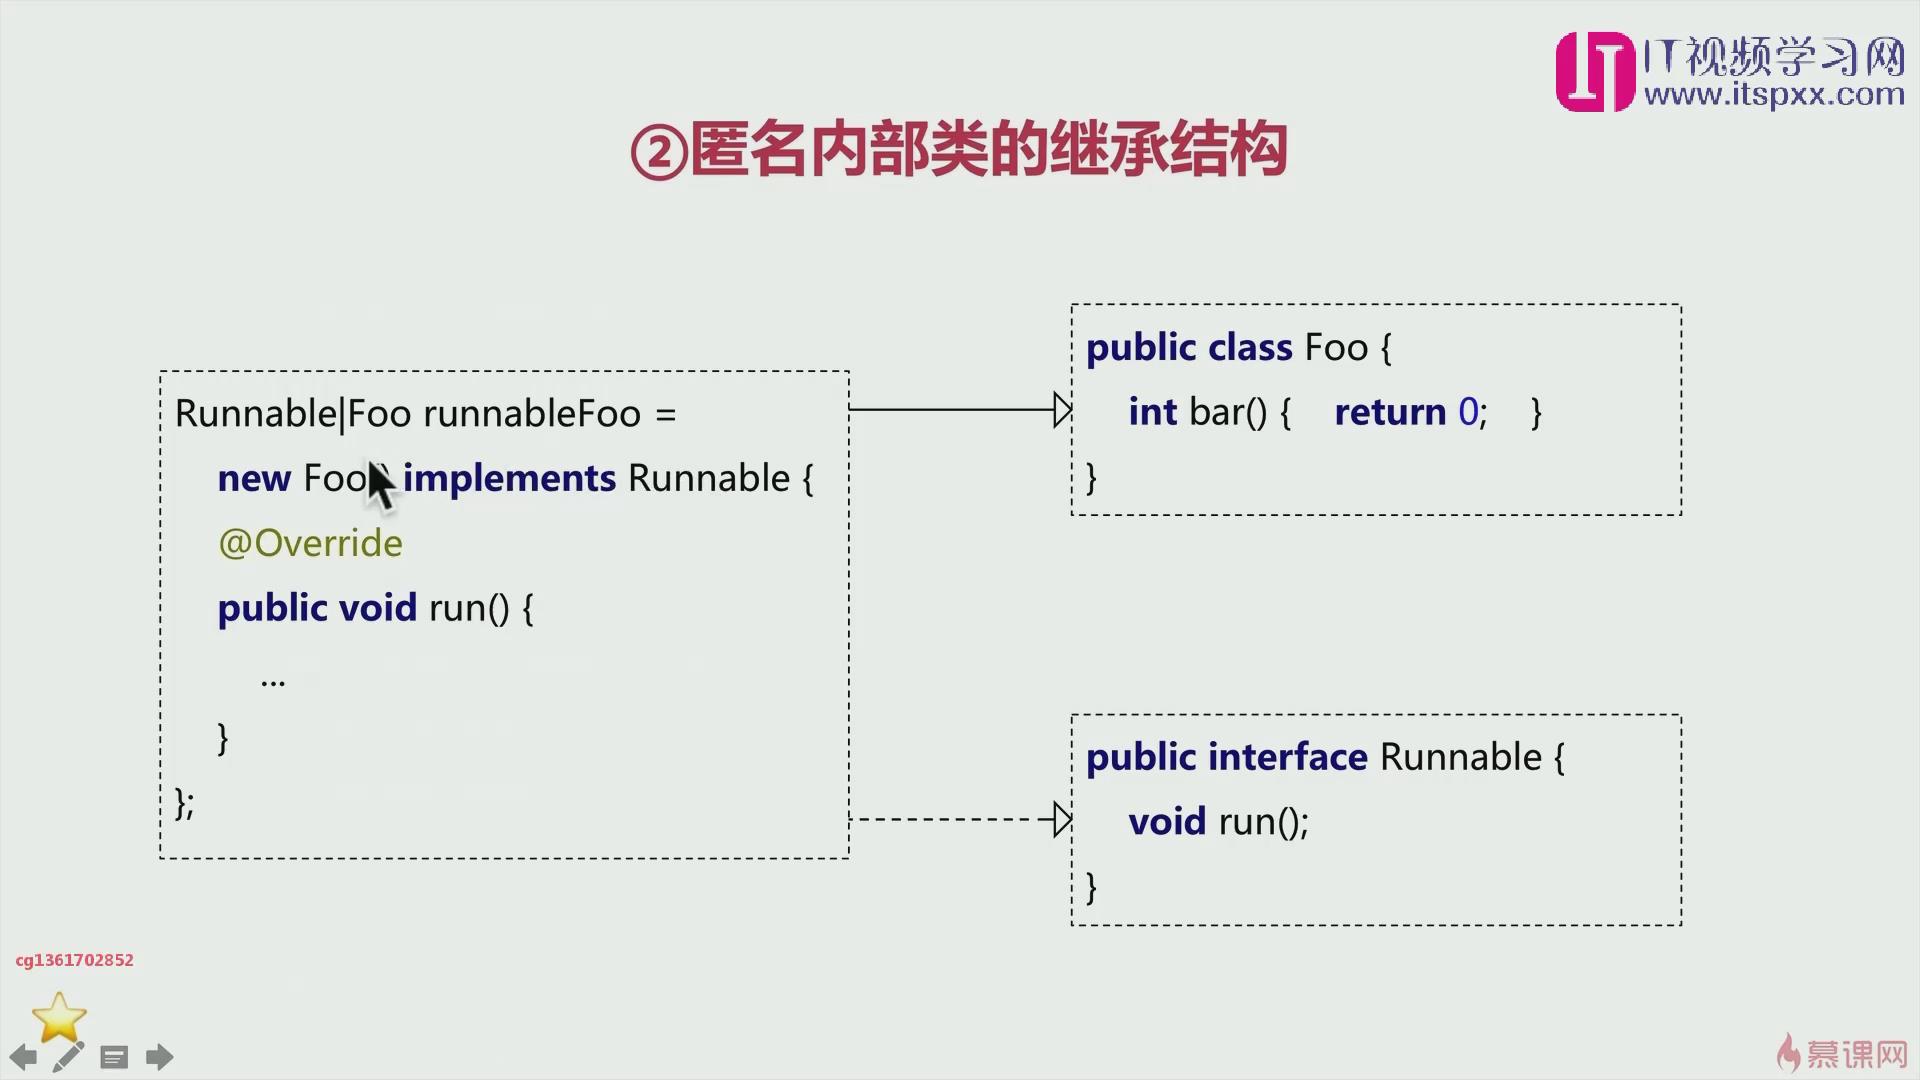 IT视频学习网
www.itspxx.com
②匿名内部类的继承结构
Runnable|Foo runnableFoo =
new Foo() implements Runnable {
@Override
public void run() {
...
}
};
public class Foo {
int bar() { return 0; }
}
public interface Runnable {
void run();
}
cg1361702852
慕课网